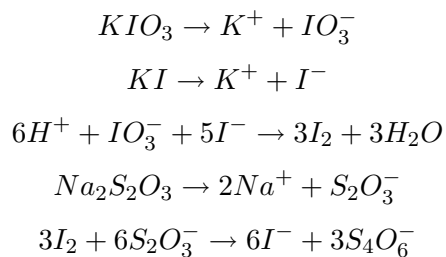 KIO₃ → K⁺ + IO₃⁻
KI → K⁺ + I⁻
6H⁺ + IO₃⁻ + 5I⁻ → 3I₂ + 3H₂O
Na₂S₂O₃ → 2Na⁺ + S₂O₃⁻
3I₂ + 6S₂O₃⁻ → 6I⁻ + 3S₄O₆⁻